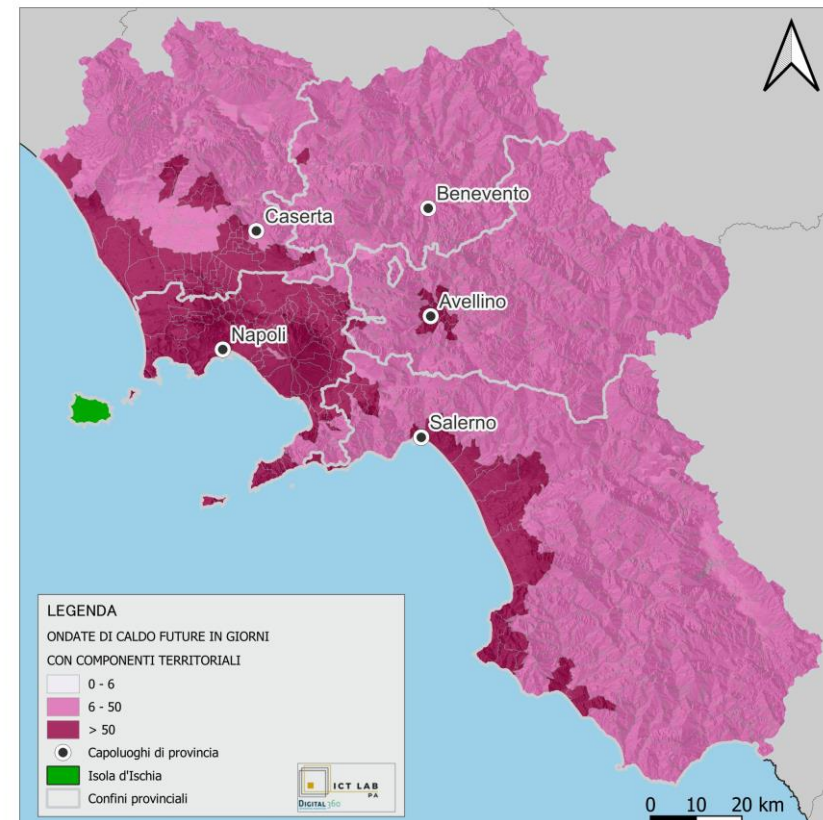 Benevento
Caserta
Avellino
Napoli
Salerno
LEGENDA
ONDATE DI CALDO FUTURE IN GIORNI
CON COMPONENTI TERRITORIALI
0 - 6
6 - 50
> 50
Capoluoghi di provincia
Isola d'Ischia
Confini provinciali
ICT LAB
PA
DIGITAL360
0 10 20 km